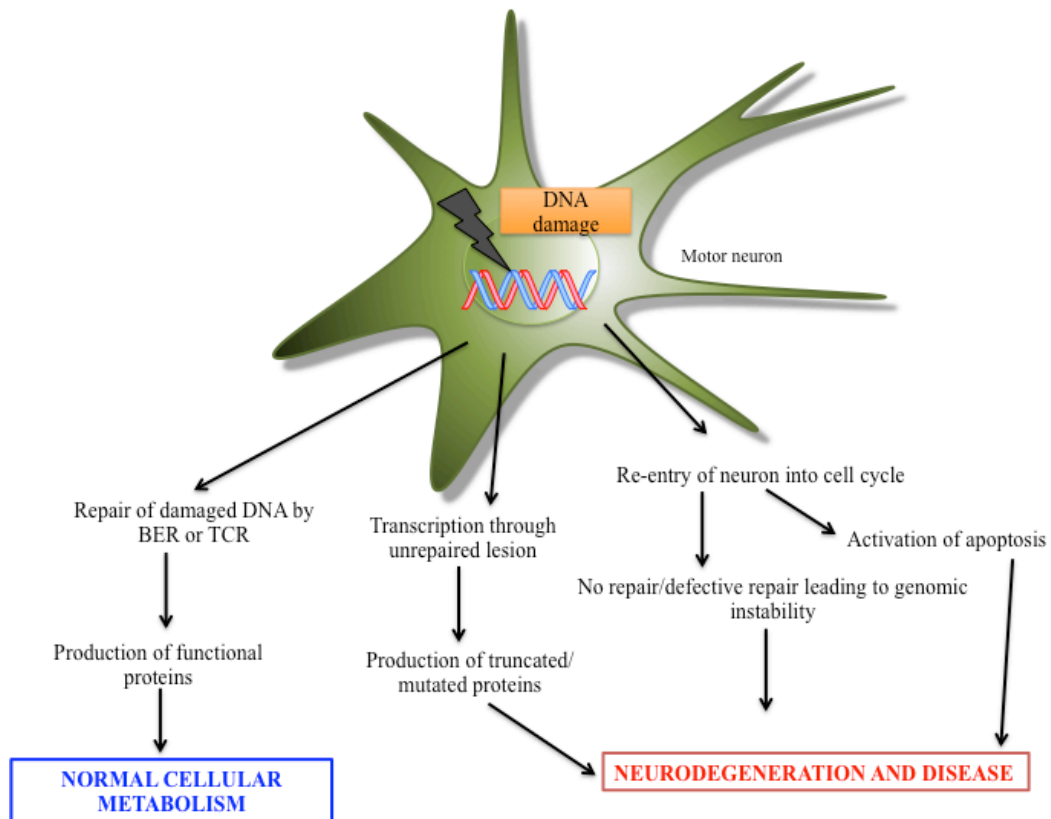 DNA
damage
Motor neuron
Re-entry of neuron into cell cycle
Repair of damaged DNA by
BER or TCR
Transcription through
unrepaired lesion
Activation of apoptosis
No repair/defective repair leading to genomic
instability
Production of functional
proteins
Production of truncated/
mutated proteins
NORMAL CELLULAR
METABOLISM
NEURODEGENERATION AND DISEASE